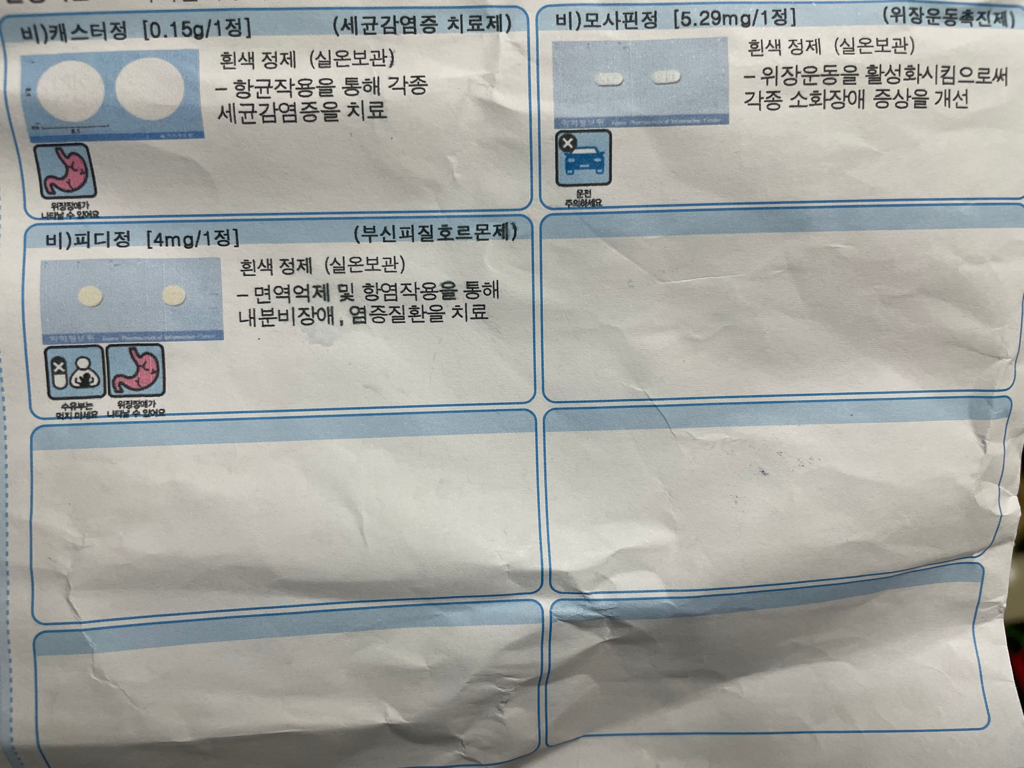 비)캐스터정 [0.15g/1정] (세균감염증 치료제)
흰색 정제 (실온보관)
- 항균작용을 통해 각종
세균감염증을 치료
위장장애가
나타날 수 있어요
비)모사핀정 [5.29mg/1정] (위장운동촉진제)
흰색 정제 (실온보관)
- 위장운동을 활성화시킴으로써
각종 소화장애 증상을 개선
운전
주의하세요
비)피디정 [4mg/1정] (부신피질호르몬제)
흰색 정제 (실온보관)
- 면역억제 및 항염작용을 통해
내분비장애, 염증질환을 치료
수유부는
먹지 마세요
위장장애가
나타날 수 있어요